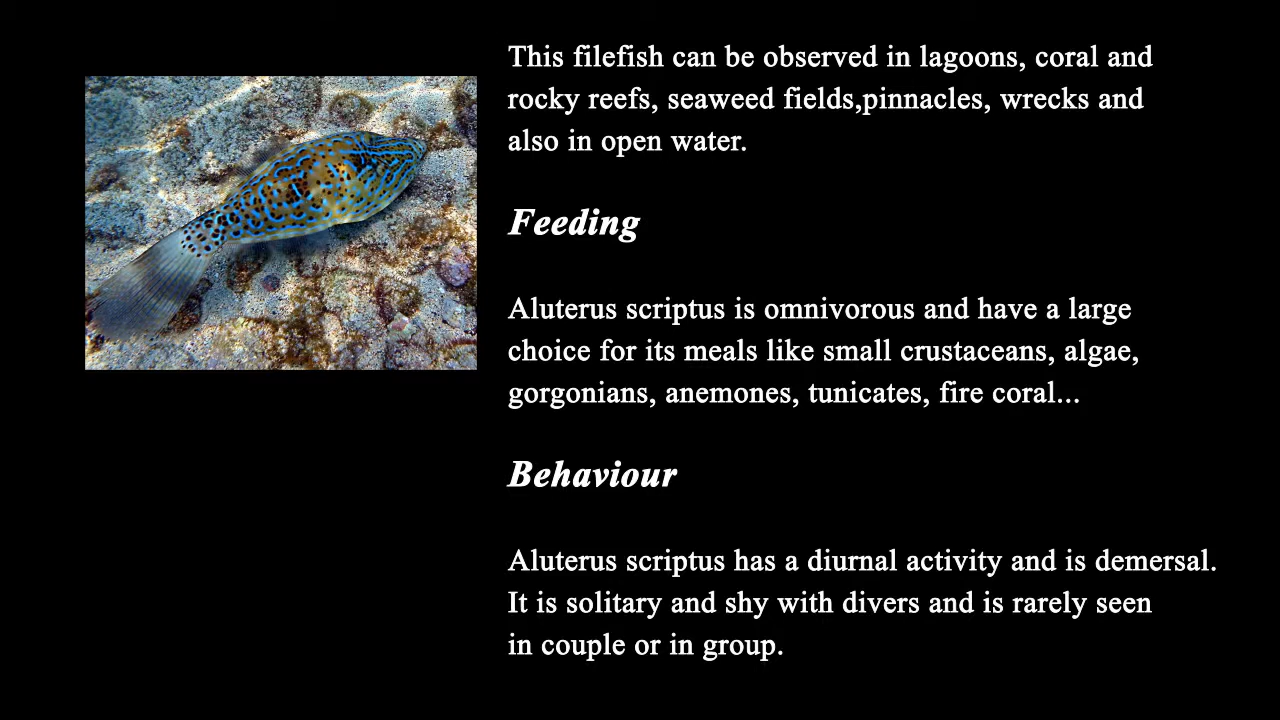 This filefish can be observed in lagoons, coral and
rocky reefs, seaweed fields,pinnacles, wrecks and
also in open water.
Feeding
Aluterus scriptus is omnivorous and have a large
choice for its meals like small crustaceans, algae,
gorgonians, anemones, tunicates, fire coral...
Behaviour
Aluterus scriptus has a diurnal activity and is demersal.
It is solitary and shy with divers and is rarely seen
in couple or in group.